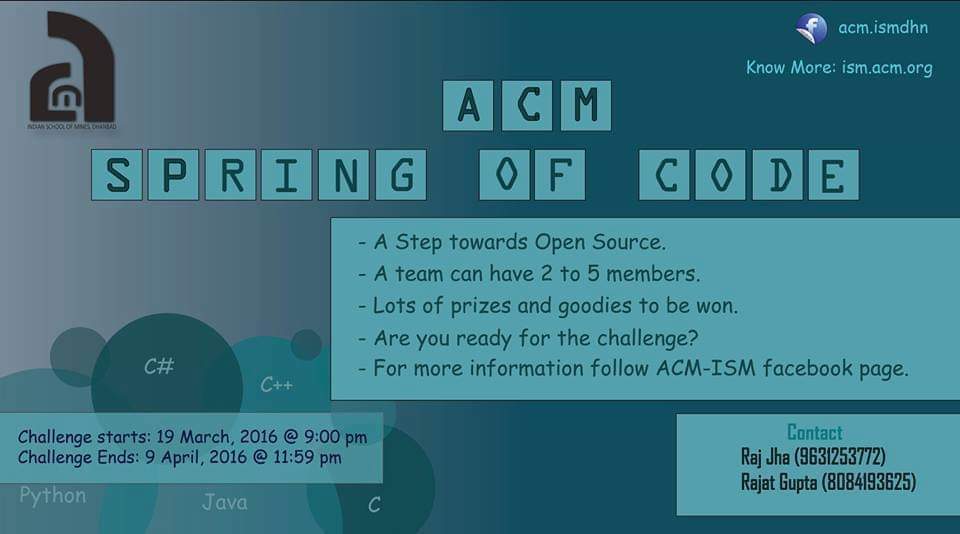 INDIAN SCHOOL OF MINES, DHANBAD
acm.ismdhn
Know More: ism.acm.org
ACM
SPRING OF CODE
- A Step towards Open Source.
- A team can have 2 to 5 members.
- Lots of prizes and goodies to be won.
- Are you ready for the challenge?
- For more information follow ACM-ISM facebook page.
C#
C++
Challenge starts: 19 March, 2016 @ 9:00 pm
Challenge Ends: 9 April, 2016 @ 11:59 pm
Python
Java
C
Contact
Raj Jha (9631253772)
Rajat Gupta (8084193625)